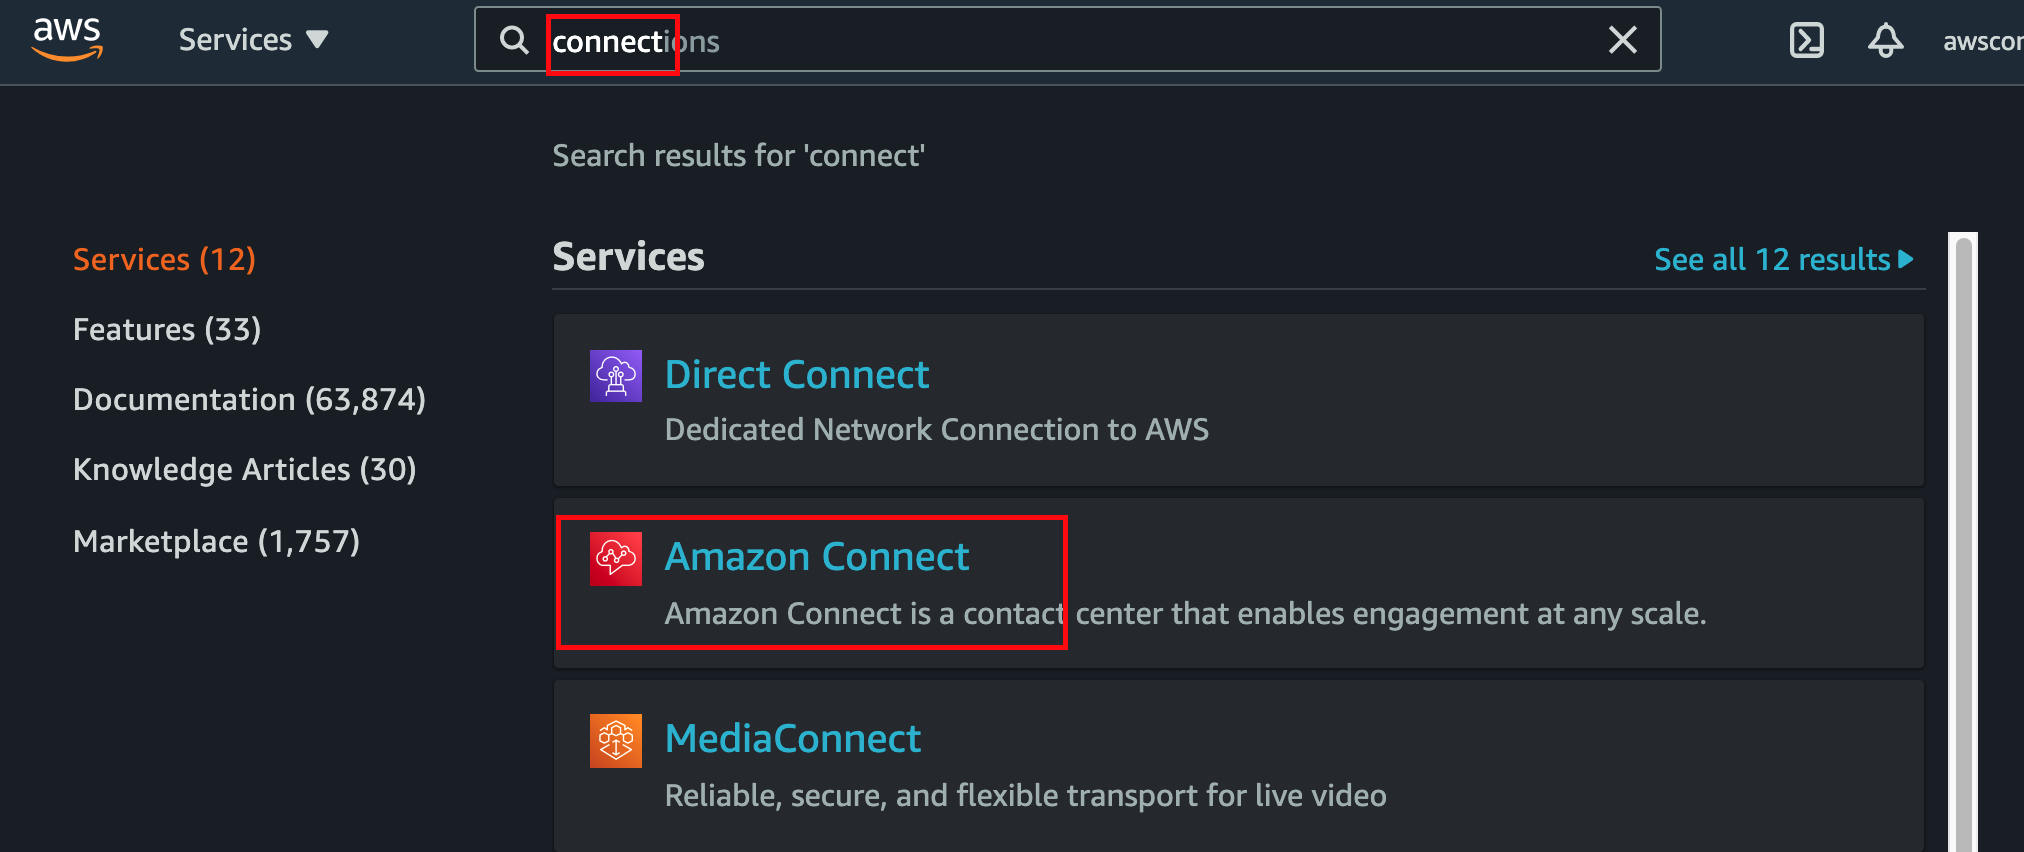 aws
Services
connections
awscon
Search results for 'connect'
Services (12)
Features (33)
Documentation (63,874)
Knowledge Articles (30)
Marketplace (1,757)
Services
See all 12 results
Direct Connect
Dedicated Network Connection to AWS
Amazon Connect
Amazon Connect is a contact center that enables engagement at any scale.
MediaConnect
Reliable, secure, and flexible transport for live video